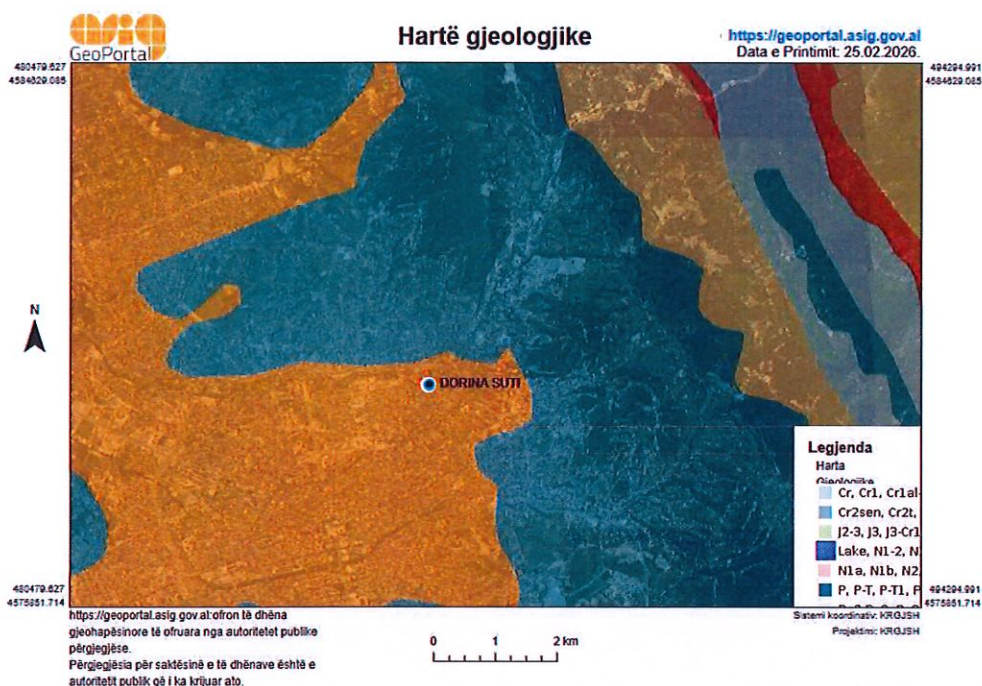 asig
GeoPortal
Hartë gjeologjike
https://geoportal.asig.gov.al
Data e Printimit: 25.02.2026.
480479.627
4584629.085
494294.991
4584629.085
N
DORINA SUTI
Legjenda
Harta
Gjeologjike
Cr, Cr1, Cr1al-
Cr2sen, Cr2t,
J2-3, J3, J3-Cr1
Lake, N1-2, N1
N1a, N1b, N2,
P, P-T, P-T1, P
480479.627
4575851.714
494294.991
4575851.714
https://geoportal.asig.gov.al:ofron të dhëna
gjeohapësinore të ofruara nga autoritetet publike
përgjegjëse.
Përgjegjësia për saktësinë e të dhënave është e
autoritetit publik që i ka krijuar ato.
0 1 2 km
Sistemi koordinativ: KRGJSH
Projektimi: KRGJSH